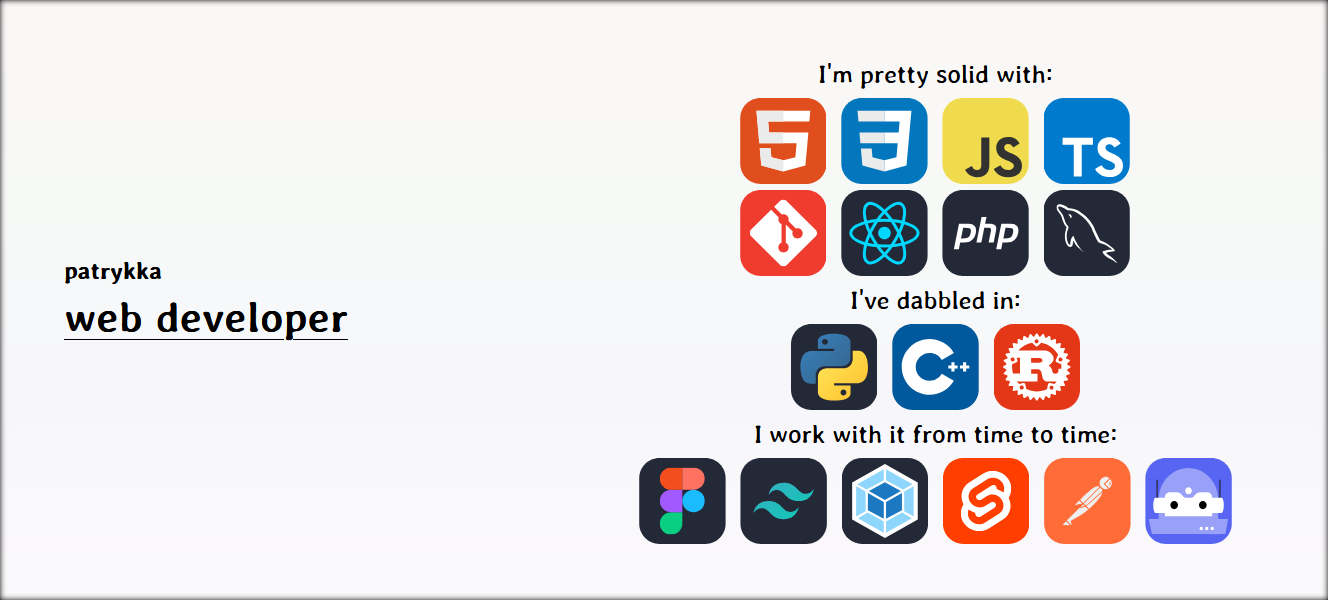 patrykka
web developer
I'm pretty solid with:
JS
TS
php
I've dabbled in:
C++
R
I work with it from time to time: